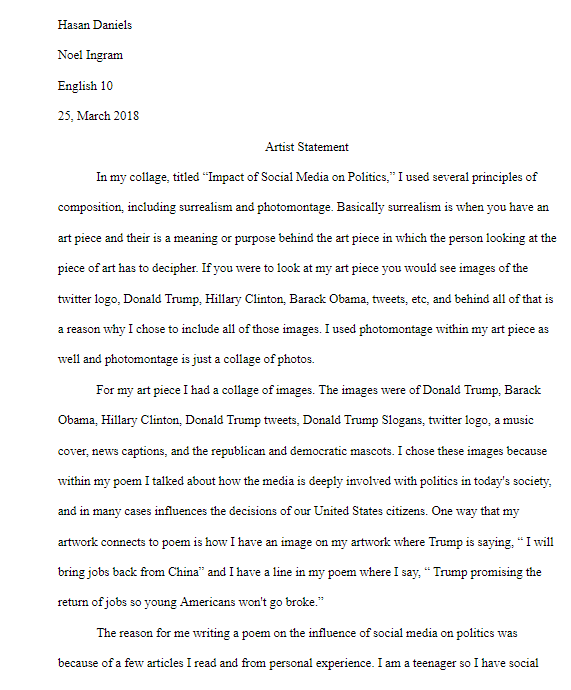 Hasan Daniels
Noel Ingram
English 10
25, March 2018
Artist Statement
In my collage, titled “Impact of Social Media on Politics,” I used several principles of
composition, including surrealism and photomontage. Basically surrealism is when you have an
art piece and their is a meaning or purpose behind the art piece in which the person looking at the
piece of art has to decipher. If you were to look at my art piece you would see images of the
twitter logo, Donald Trump, Hillary Clinton, Barack Obama, tweets, etc, and behind all of that is
a reason why I chose to include all of those images. I used photomontage within my art piece as
well and photomontage is just a collage of photos.
For my art piece I had a collage of images. The images were of Donald Trump, Barack
Obama, Hillary Clinton, Donald Trump tweets, Donald Trump Slogans, twitter logo, a music
cover, news captions, and the republican and democratic mascots. I chose these images because
within my poem I talked about how the media is deeply involved with politics in today's society,
and in many cases influences the decisions of our United States citizens. One way that my
artwork connects to poem is how I have an image on my artwork where Trump is saying, “ I will
bring jobs back from China” and I have a line in my poem where I say, “ Trump promising the
return of jobs so young Americans won't go broke.”
The reason for me writing a poem on the influence of social media on politics was
because of a few articles I read and from personal experience. I am a teenager so I have social